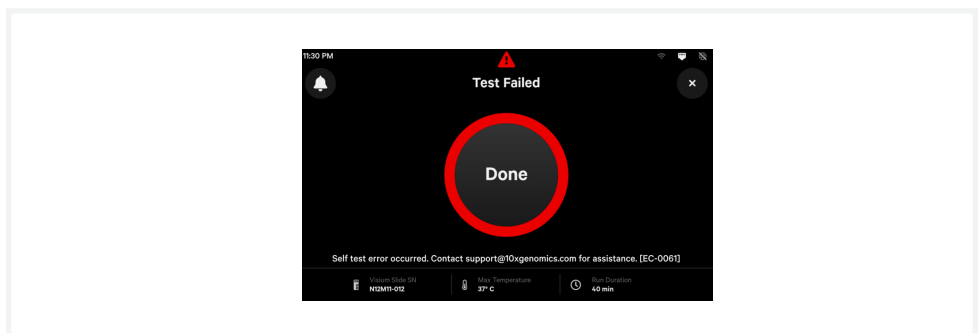 11:30 PM
Test Failed
Done
Self test error occurred. Contact support@10xgenomics.com for assistance. [EC-0061]
Visium Slide SN
N12M11-012
Max Temperature
37° C
Run Duration
40 min